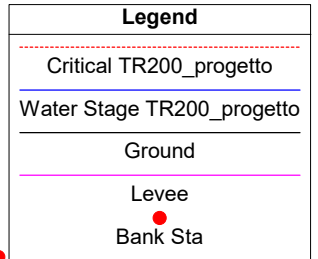 Legend
Critical TR200_progetto
Water Stage TR200_progetto
Ground
Levee
Bank Sta